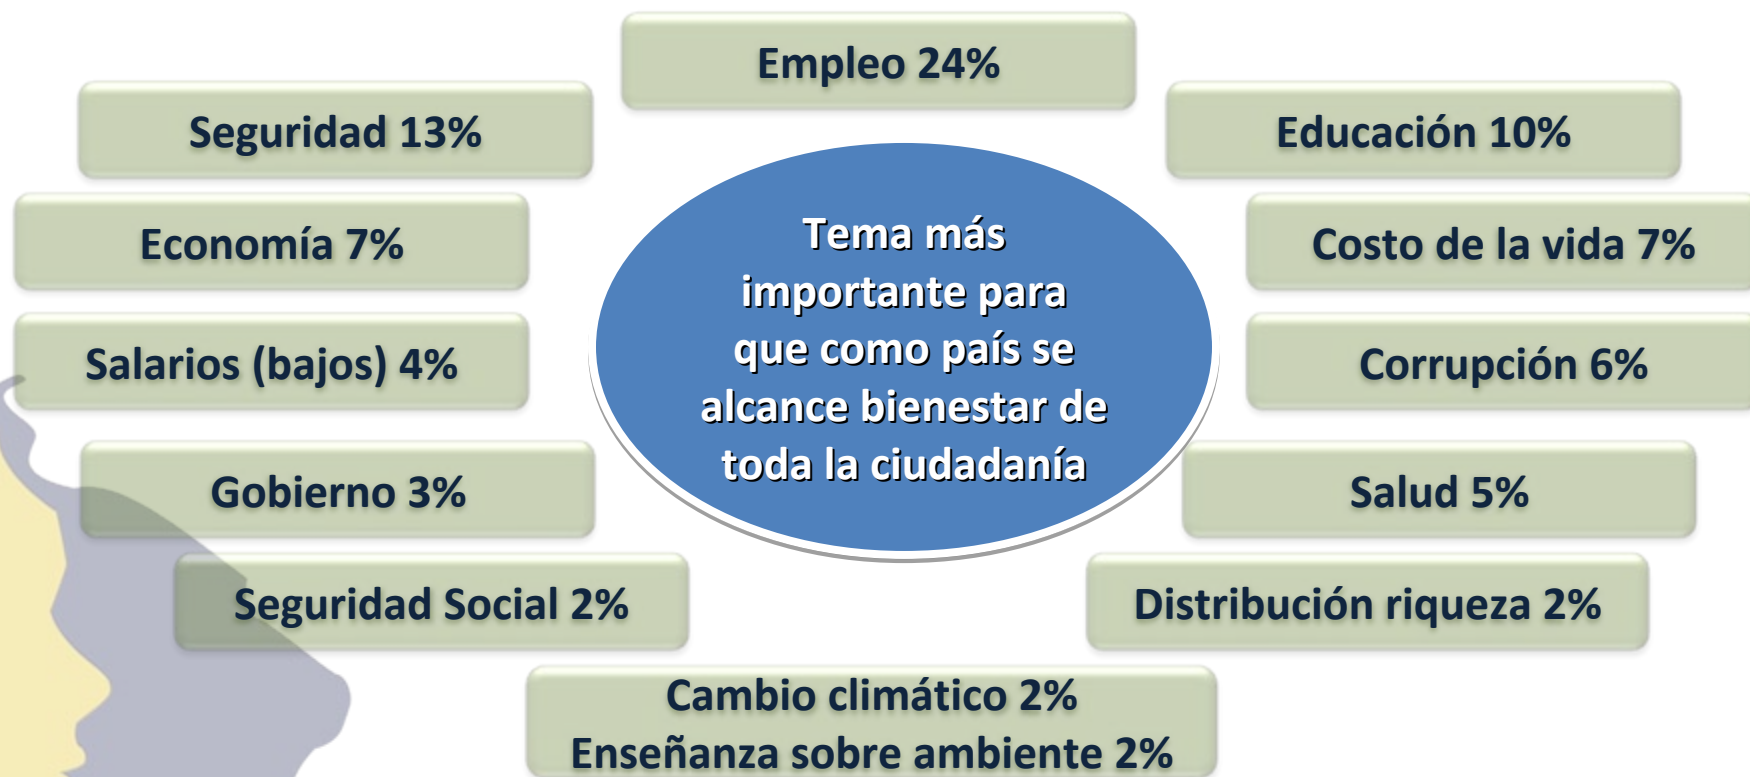 Empleo 24%
Seguridad 13%
Educación 10%
Economía 7%
Costo de la vida 7%
Tema más
importante para
que como país se
alcance bienestar de
toda la ciudadanía
Salarios (bajos) 4%
Corrupción 6%
Gobierno 3%
Salud 5%
Seguridad Social 2%
Distribución riqueza 2%
Cambio climático 2%
Enseñanza sobre ambiente 2%